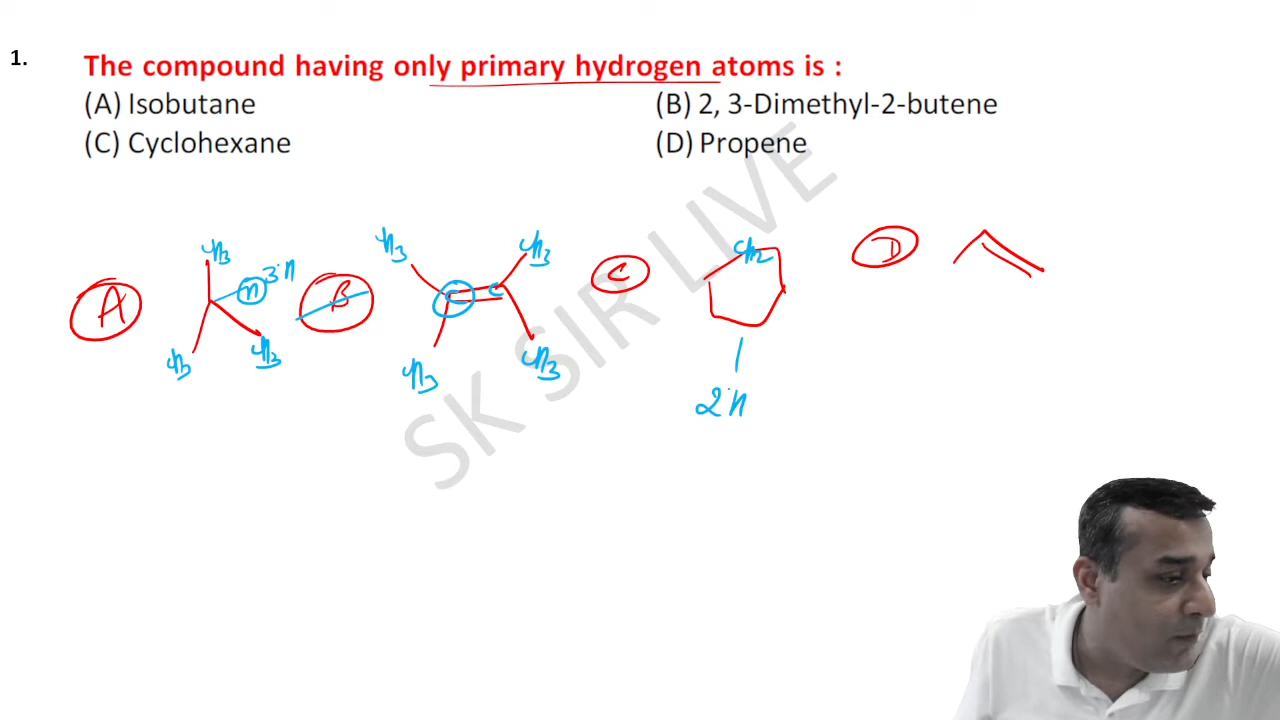 1. The compound having only primary hydrogen atoms is :
(A) Isobutane (B) 2, 3-Dimethyl-2-butene
(C) Cyclohexane (D) Propene
SK SIR LIVE
A CH3 H 3°H CH3 CH3
B CH3 CH3 C C CH3 CH3
C CH2 2°H
D